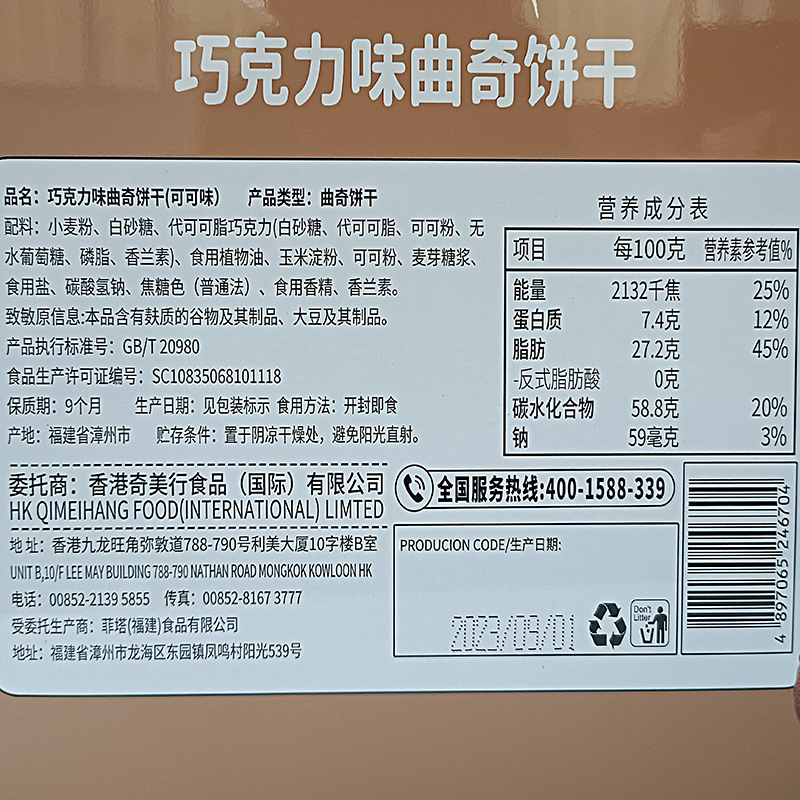 巧克力味曲奇饼干
品名：巧克力味曲奇饼干(可可味) 产品类型：曲奇饼干
配料：小麦粉、白砂糖、代可可脂巧克力(白砂糖、代可可脂、可可粉、无
水葡萄糖、磷脂、香兰素)、食用植物油、玉米淀粉、可可粉、麦芽糖浆、
食用盐、碳酸氢钠、焦糖色（普通法）、食用香精、香兰素。
致敏原信息:本品含有麸质的谷物及其制品、大豆及其制品。
产品执行标准号：GB/T 20980
食品生产许可证编号：SC10835068101118
保质期：9个月 生产日期：见包装标示 食用方法：开封即食
产地：福建省漳州市 贮存条件：置于阴凉干燥处，避免阳光直射。
营养成分表
项目 每100克 营养素参考值%
能量 2132千焦 25%
蛋白质 7.4克 12%
脂肪 27.2克 45%
-反式脂肪酸 0克
碳水化合物 58.8克 20%
钠 59毫克 3%
委托商：香港奇美行食品（国际）有限公司
HK QIMEIHANG FOOD(INTERNATIONAL) LIMTED
地址：香港九龙旺角弥敦道788-790号利美大厦10字楼B室
UNIT B,10/F LEE MAY BUILDING 788-790 NATHAN ROAD MONGKOK KOWLOON HK
电话：00852-2139 5855 传真：00852-8167 3777
受委托生产商：菲塔(福建)食品有限公司
地址：福建省漳州市龙海区东园镇凤鸣村阳光539号
全国服务热线:400-1588-339
PRODUCION CODE/生产日期:
2023/09/01
Don't
Litter
4 897065 246704